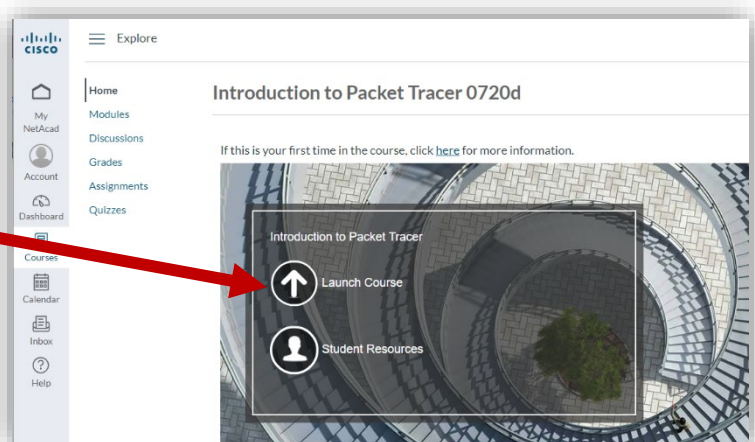 CISCO
Explore
My
NetAcad
Account
Dashboard
Courses
Calendar
Inbox
Help
Home
Modules
Discussions
Grades
Assignments
Quizzes
Introduction to Packet Tracer 0720d
If this is your first time in the course, click here for more information.
Introduction to Packet Tracer
Launch Course
Student Resources